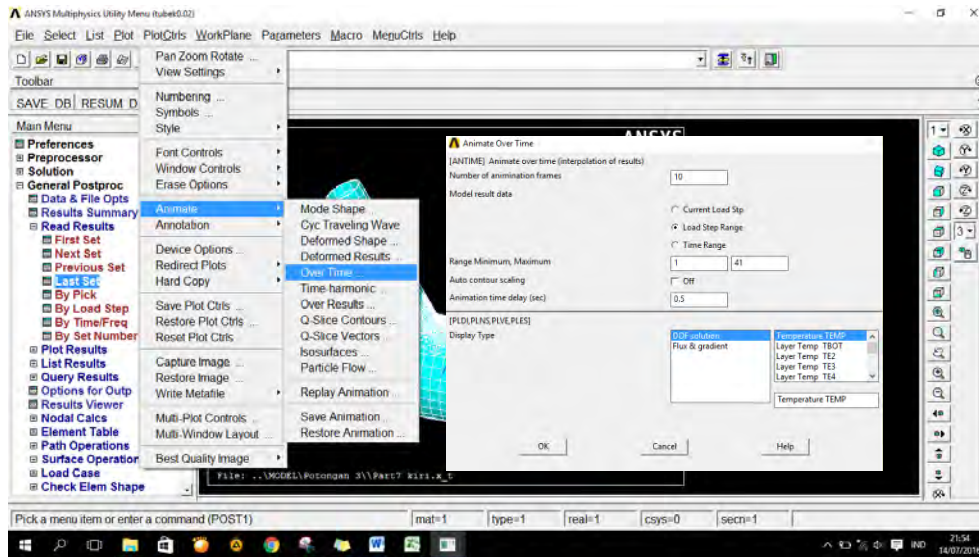 ANSYS Multiphysics Utility Menu (tubek0.02)
File Select List Plot PlotCtrls WorkPlane Parameters Macro MenuCtrls Help
Toolbar
SAVE_DB RESUM_D
Main Menu
Preferences
Preprocessor
Solution
General Postproc
Data & File Opts
Results Summary
Read Results
First Set
Next Set
Previous Set
Last Set
By Pick
By Load Step
By Time/Freq
By Set Number
Plot Results
List Results
Query Results
Options for Outp
Results Viewer
Nodal Calcs
Element Table
Path Operations
Surface Operation
Load Case
Check Elem Shape
Pan Zoom Rotate ...
View Settings
Numbering ...
Symbols ...
Style
Font Controls
Window Controls
Erase Options
Animate
Annotation
Device Options ...
Redirect Plots
Hard Copy
Save Plot Ctrls ...
Restore Plot Ctrls ...
Reset Plot Ctrls
Capture Image ...
Restore Image ...
Write Metafile
Multi-Plot Controls ...
Multi-Window Layout ...
Best Quality Image
Mode Shape ...
Cyc Traveling Wave
Deformed Shape ...
Deformed Results ...
Over Time ...
Time-harmonic ...
Over Results ...
Q-Slice Contours ...
Q-Slice Vectors
Isosurfaces ...
Particle Flow ...
Replay Animation ...
Save Animation ...
Restore Animation ...
ANSYS
Animate Over Time
[ANTIME] Animate over time (interpolation of results)
Number of animination frames 10
Model result data
Current Load Stp
Load Step Range
Time Range
Range Minimum, Maximum 1 41
Auto contour scaling Off
Animation time delay (sec) 0.5
[PLDI,PLNS,PLVE,PLES]
Display Type
DOF solution
Flux & gradient
Temperature TEMP
Layer Temp TBOT
Layer Temp TE2
Layer Temp TE3
Layer Temp TE4
Temperature TEMP
OK Cancel Help
File: ..\MODEL\Potongan 3\\Part7 kiri.x_t
1
3
Pick a menu item or enter a command (POST1) mat=1 type=1 real=1 csys=0 secn=1
IND
21:54